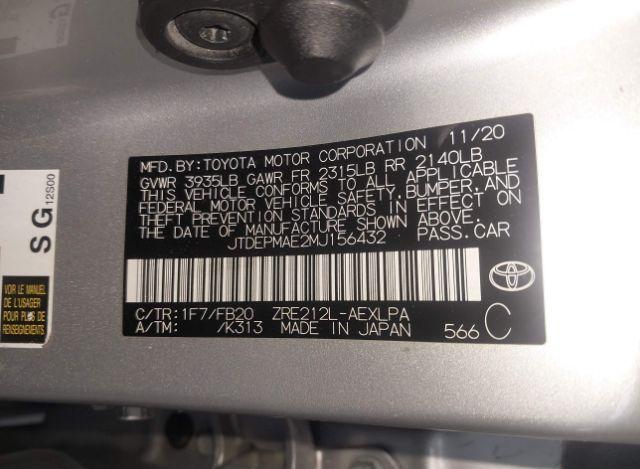 MFD. BY: TOYOTA MOTOR CORPORATION 11/20
GVWR 3935LB GAWR FR 2315LB RR 2140LB
THIS VEHICLE CONFORMS TO ALL APPLICABLE
FEDERAL MOTOR VEHICLE SAFETY, BUMPER, AND
THEFT PREVENTION STANDARDS IN EFFECT ON
THE DATE OF MANUFACTURE SHOWN ABOVE.
JTDEPMAE2MJ156432 PASS. CAR
C/TR: 1F7/FB20 ZRE212L-AEXLPA
A/TM: /K313 MADE IN JAPAN 566 C
SG 12S00
VOIR LE MANUEL
DE L'USAGER
POUR PLUS DE
RENSEIGNEMENTS